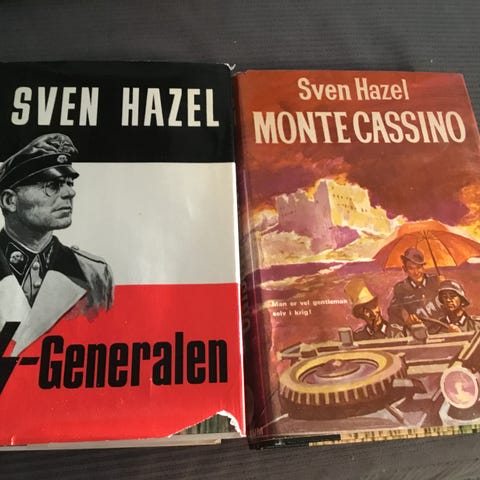 SVEN HAZEL
-Generalen
Sven Hazel
MONTE CASSINO
Man er vel gentleman
selv i krig!